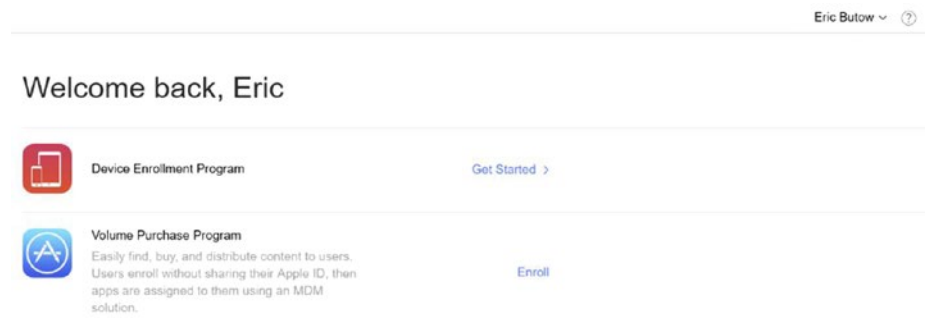 Eric Butow
Welcome back, Eric
Device Enrollment Program
Get Started >
Volume Purchase Program
Easily find, buy, and distribute content to users.
Users enroll without sharing their Apple ID, then
apps are assigned to them using an MDM
solution.
Enroll